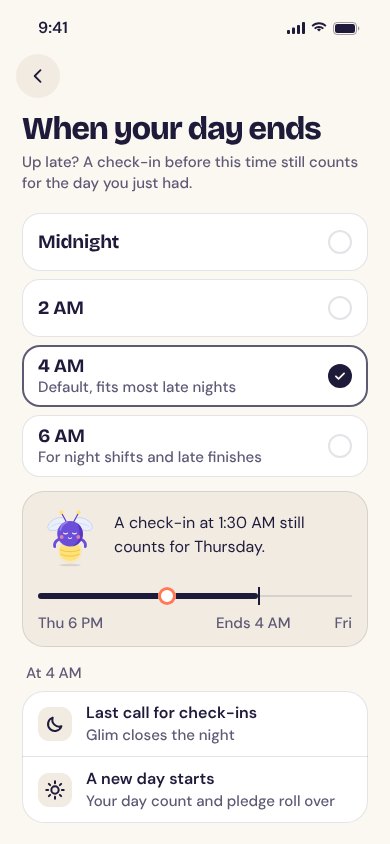 9:41
When your day ends
Up late? A check-in before this time still counts
for the day you just had.
Midnight
2 AM
4 AM
Default, fits most late nights
6 AM
For night shifts and late finishes
A check-in at 1:30 AM still
counts for Thursday.
Thu 6 PM Ends 4 AM Fri
At 4 AM
Last call for check-ins
Glim closes the night
A new day starts
Your day count and pledge roll over